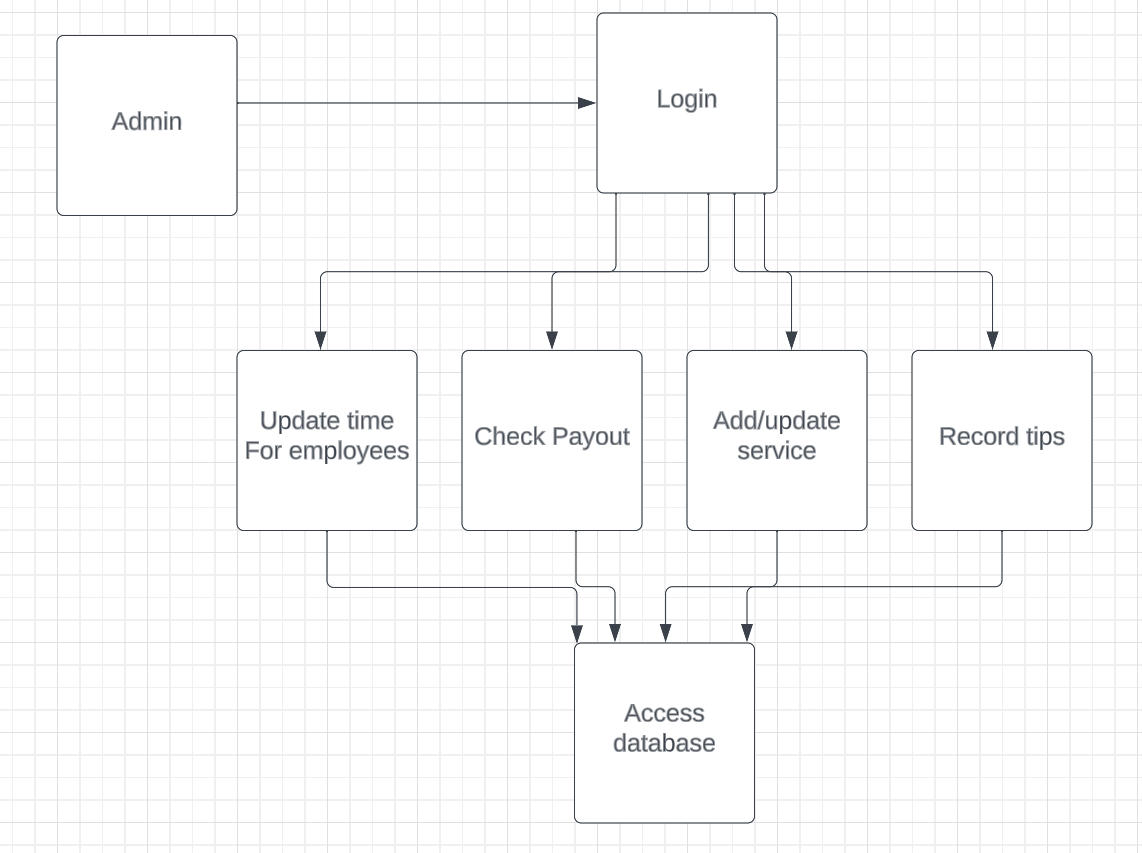 Admin
Login
Update time
For employees
Check Payout
Add/update
service
Record tips
Access
database